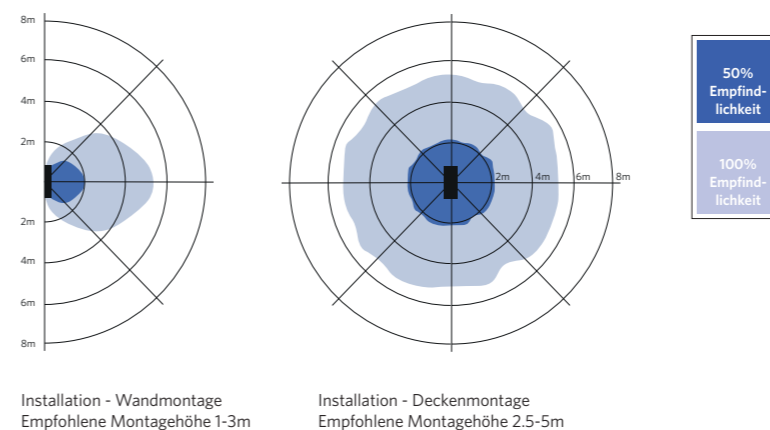 8m
6m
4m
2m
2m
4m
6m
8m
2m
4m
6m
8m
50%
Empfind-
lichkeit
100%
Empfind-
lichkeit
Installation - Wandmontage
Empfohlene Montagehöhe 1-3m
Installation - Deckenmontage
Empfohlene Montagehöhe 2.5-5m